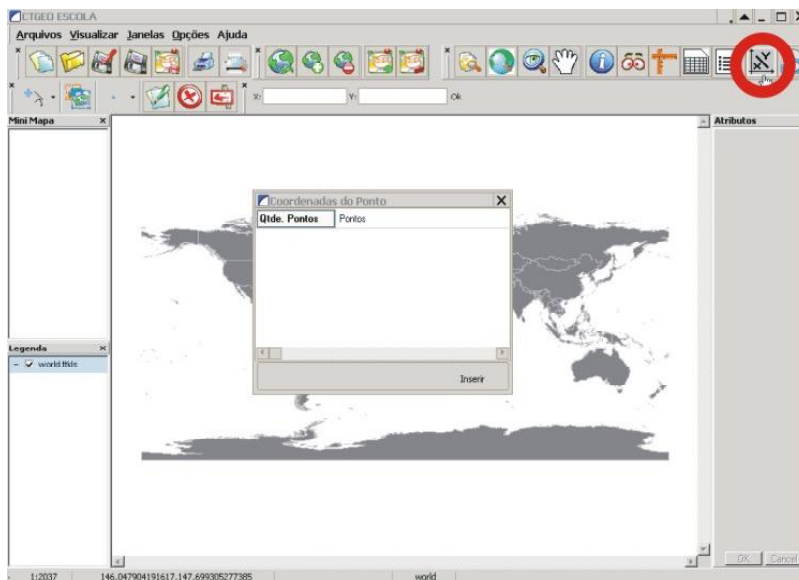 CTGEO ESCOLA
Arquivos Visualizar Janelas Opções Ajuda
X: Y: Ok
Mini Mapa
Atributos
Coordenadas do Ponto
Qtde. Pontos Pontos
Inserir
Legenda
OK Cancel
1:2037 146.047904191617,147.699305277385 world